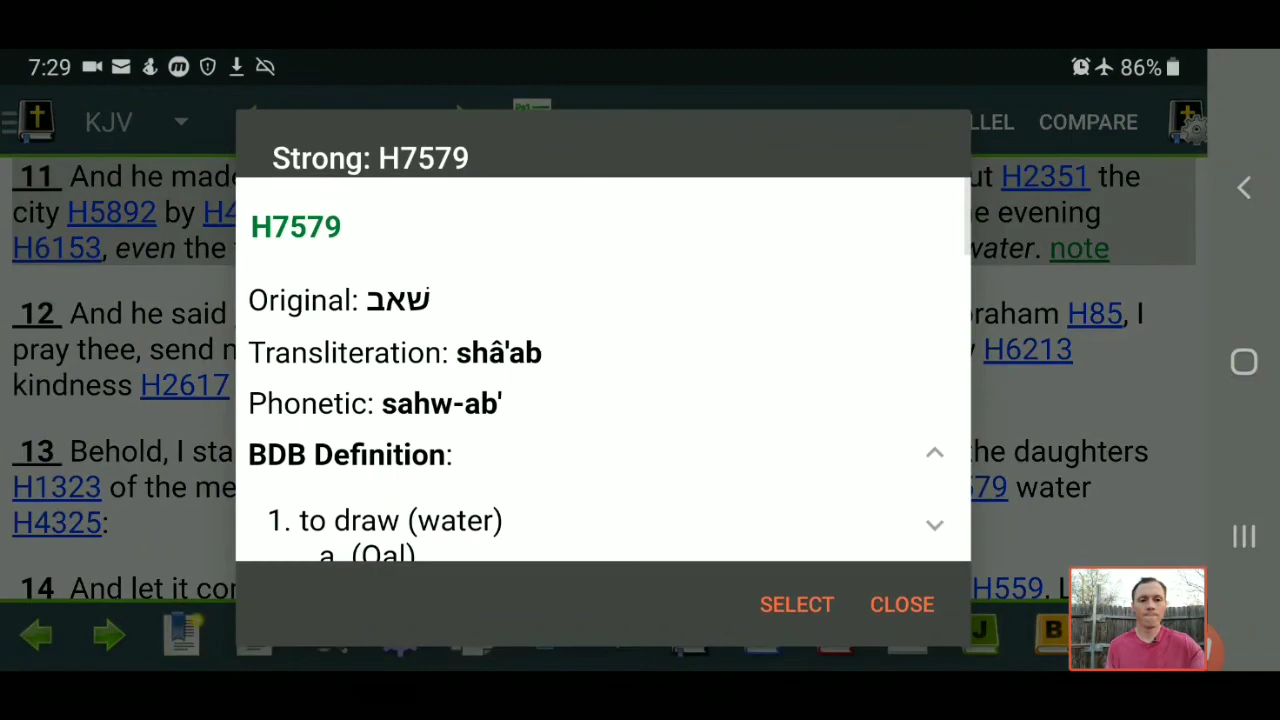 7:29
86%
KJV
LLEL COMPARE
Strong: H7579
11 And he made
ut H2351 the
city H5892 by H4
e evening
H6153, even the
water. note
H7579
Original: שׁאב
Transliteration: shâ'ab
Phonetic: sahw-ab'
BDB Definition:
1. to draw (water)
a. (Qal)
12 And he said
raham H85, I
pray thee, send m
H6213
kindness H2617
13 Behold, I sta
the daughters
H1323 of the me
79 water
H4325:
14 And let it co
H559, L
SELECT CLOSE
J
B